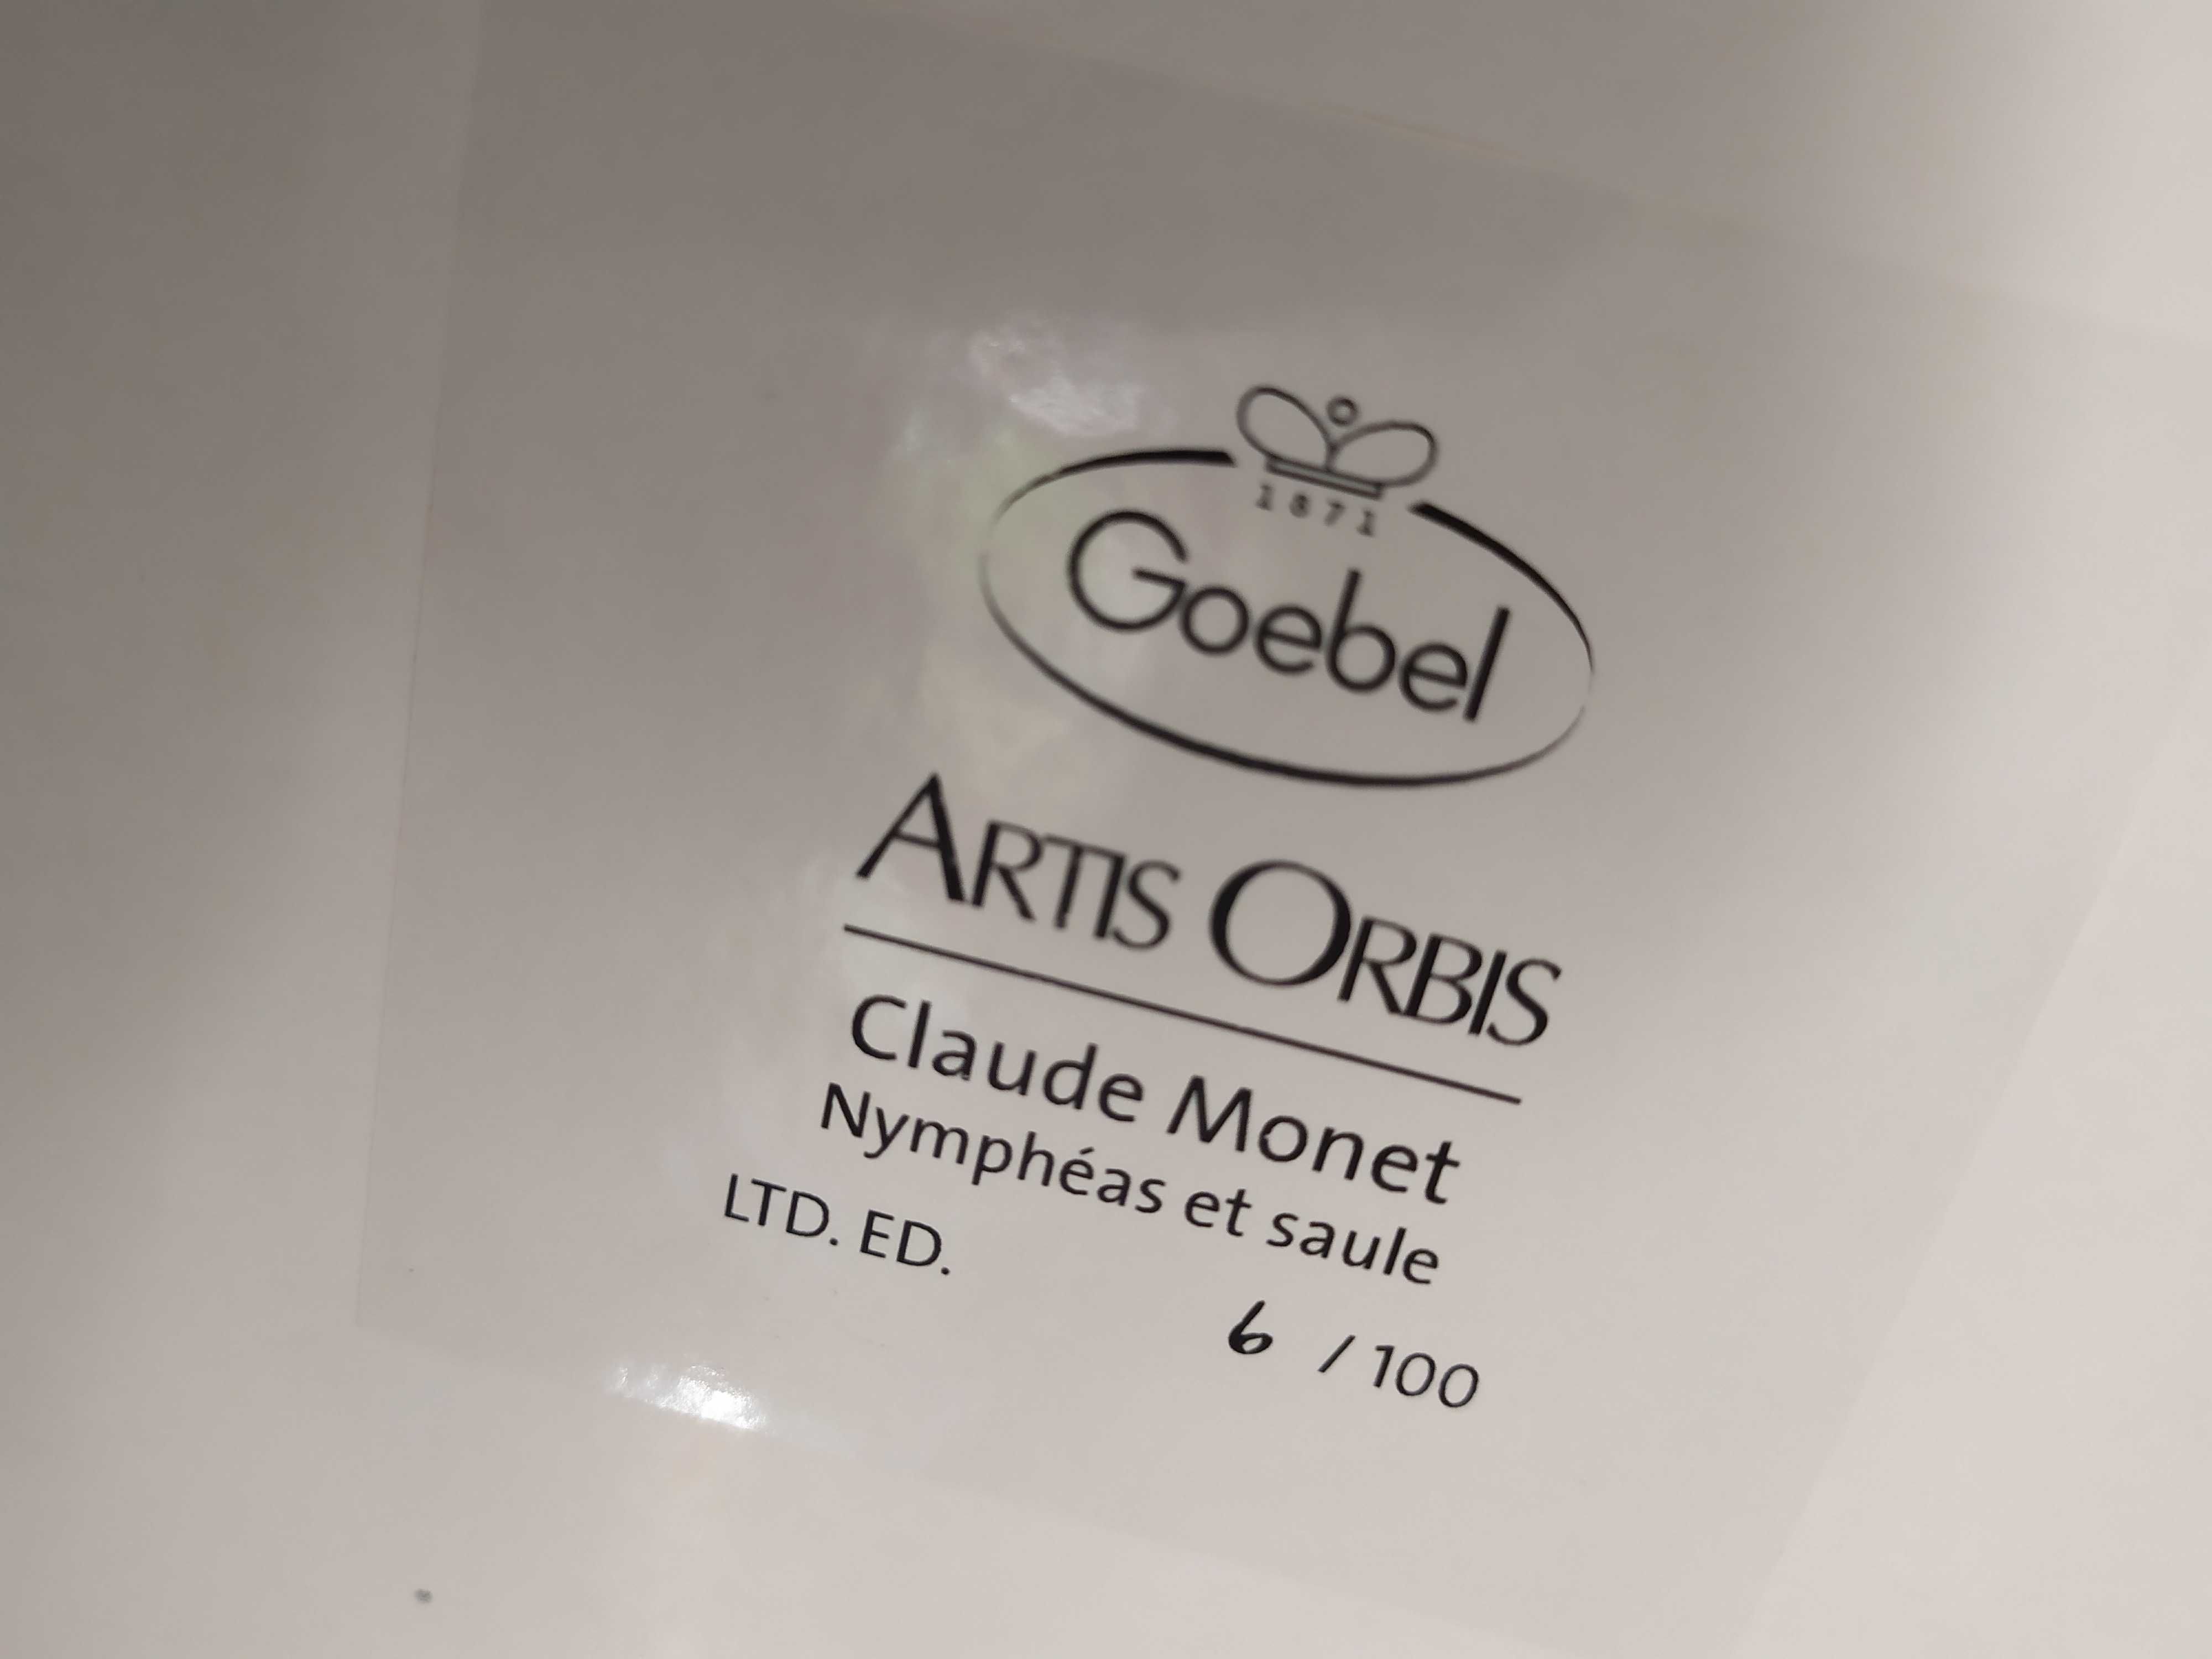 1871
Goebel
ARTIS ORBIS
Claude Monet
Nymphéas et saule
LTD. ED. 6 / 100